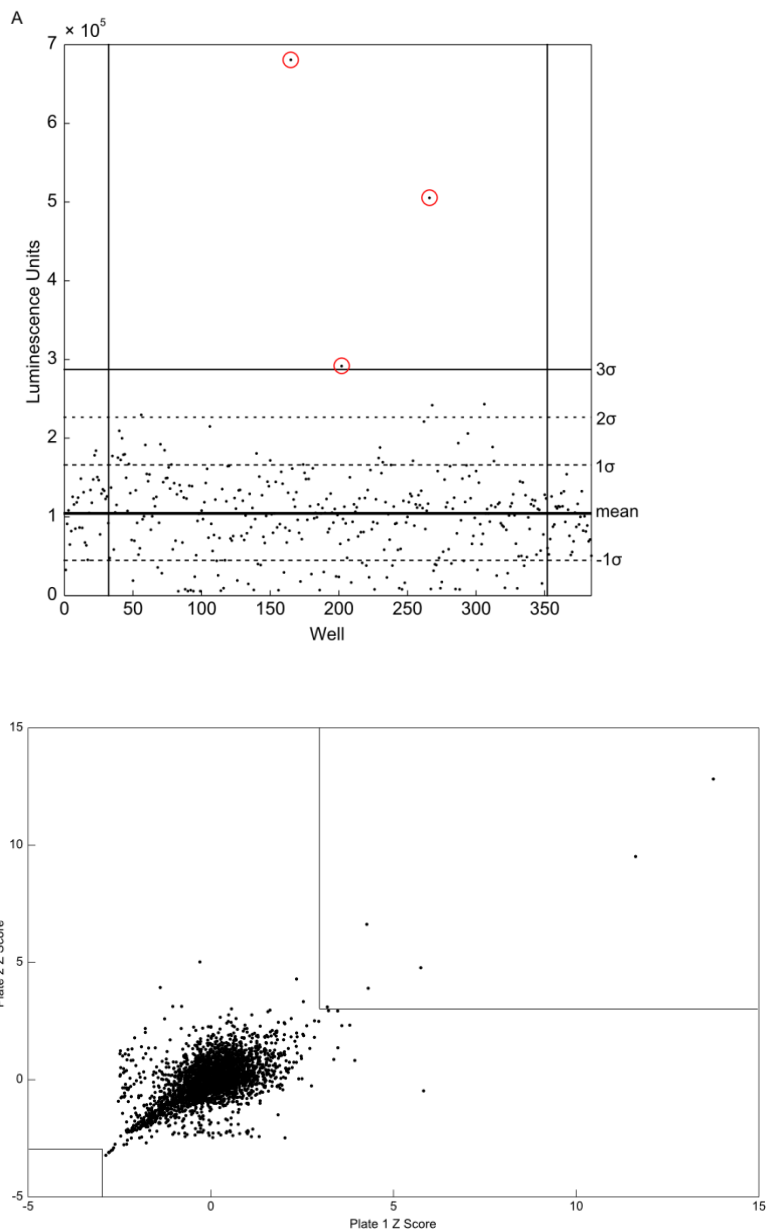 A
7 × 10⁵
6
5
4
3
2
1
0
Luminescence Units
3σ
2σ
1σ
mean
-1σ
0 50 100 150 200 250 300 350
Well
15
10
5
0
-5
Plate 2 Z Score
-5 0 5 10 15
Plate 1 Z Score